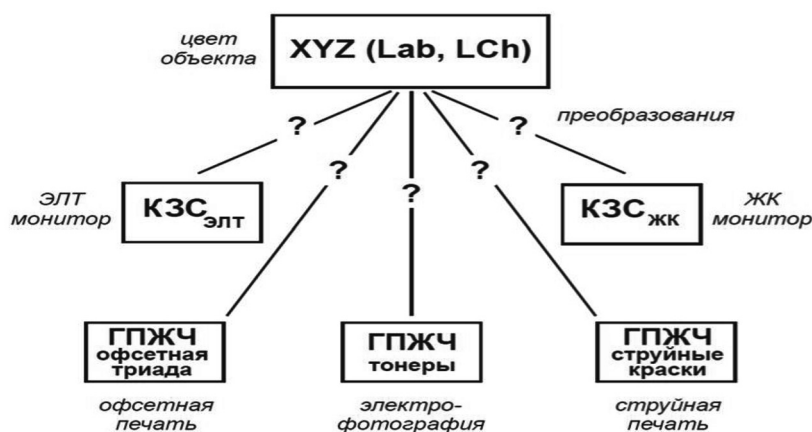 цвет
объекта
XYZ (Lab, LCh)
преобразования
?
?
?
?
?
ЭЛТ
монитор
КЗС ЭЛТ
КЗС ЖК
ЖК
монитор
ГПЖЧ
офсетная
триада
ГПЖЧ
тонеры
ГПЖЧ
струйные
краски
офсетная
печать
электро-
фотография
струйная
печать